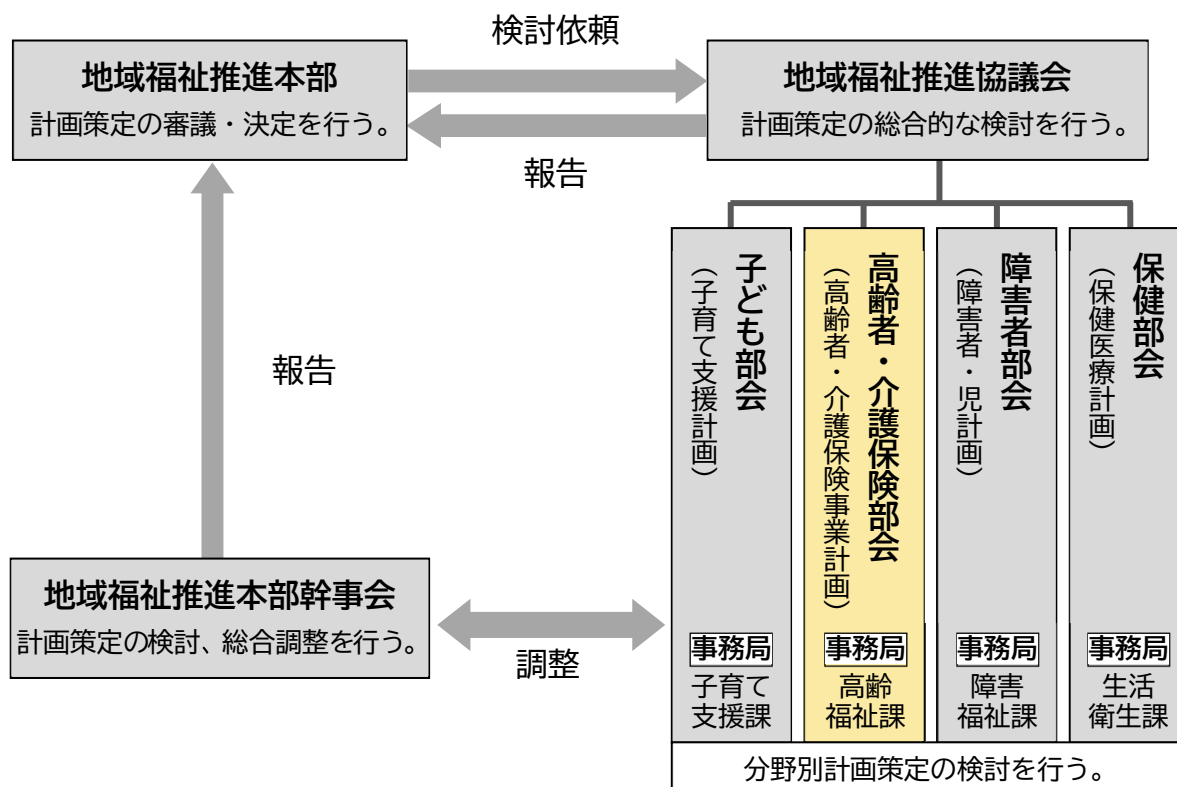 検討依頼
地域福祉推進本部
計画策定の審議・決定を行う。
地域福祉推進協議会
計画策定の総合的な検討を行う。
報告
報告
子ども部会
（子育て支援計画）
事務局
子育て
支援課
高齢者・介護保険部会
（高齢者・介護保険事業計画）
事務局
高齢
福祉課
障害者部会
（障害者・児計画）
事務局
障害
福祉課
保健部会
（保健医療計画）
事務局
生活
衛生課
地域福祉推進本部幹事会
計画策定の検討、総合調整を行う。
調整
分野別計画策定の検討を行う。